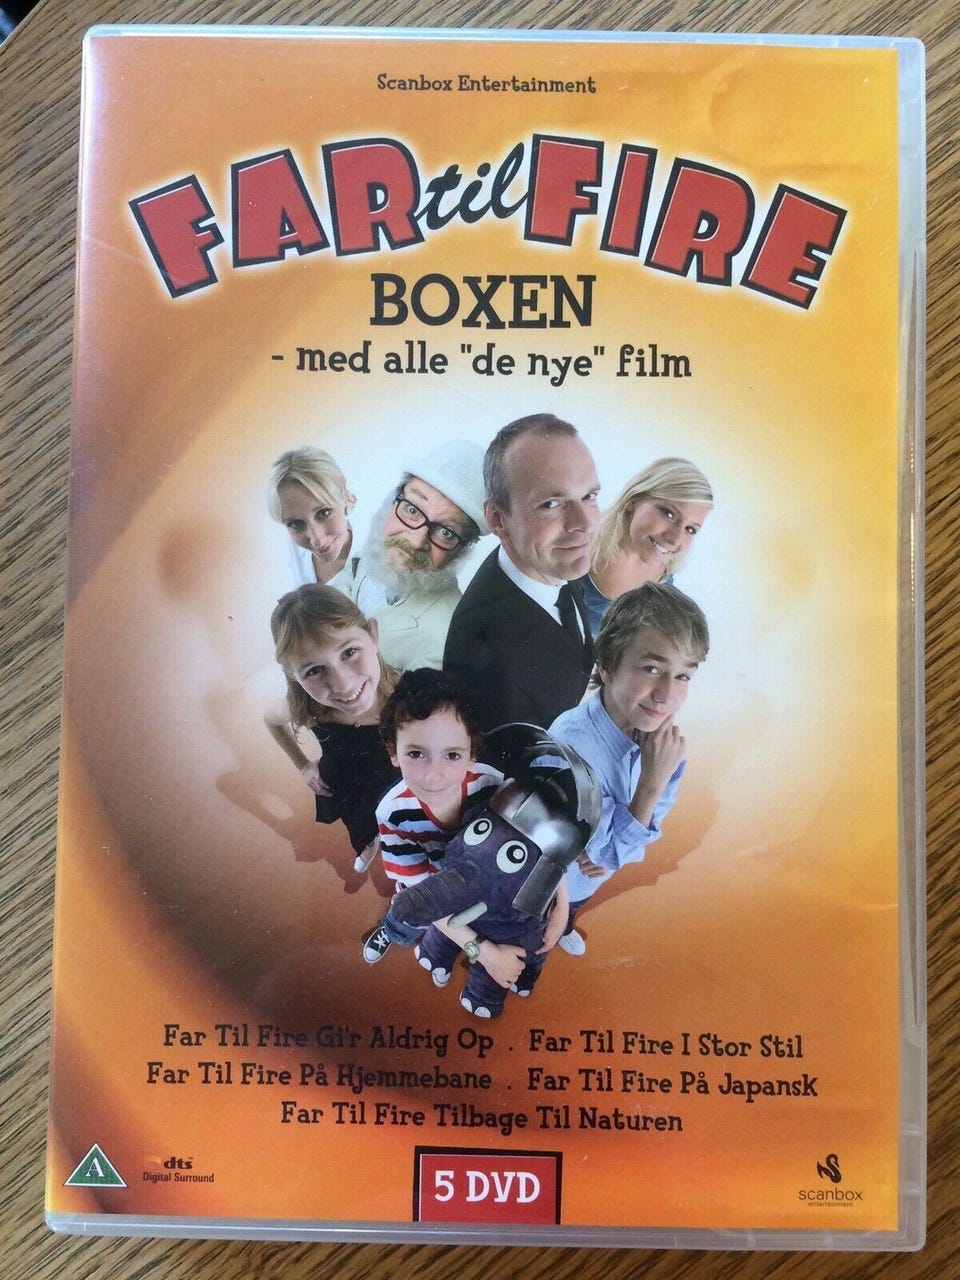 Scanbox Entertainment
FAR til FIRE
BOXEN
- med alle "de nye" film
Far Til Fire Gi'r Aldrig Op . Far Til Fire I Stor Stil
Far Til Fire På Hjemmebane . Far Til Fire På Japansk
Far Til Fire Tilbage Til Naturen
A
dts
Digital Surround
5 DVD
scanbox
entertainment